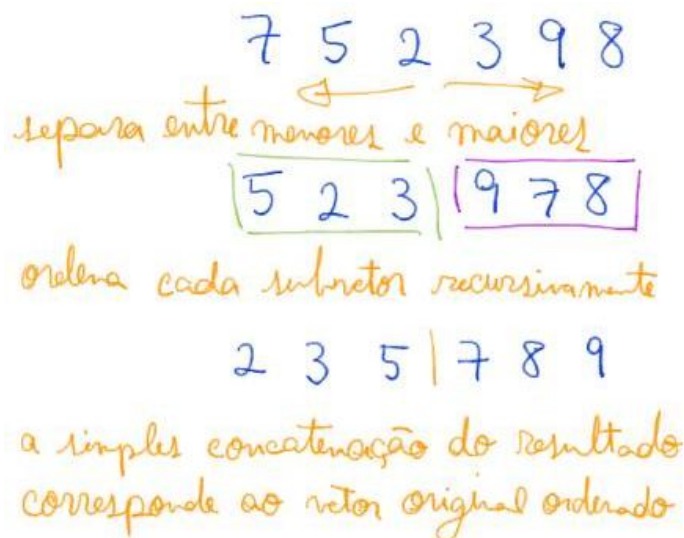 7 5 2 3 9 8
separa entre menores e maiores
5 2 3 9 7 8
ordena cada subvetor recursivamente
2 3 5 | 7 8 9
a simples concatenação do resultado
corresponde ao vetor original ordenado